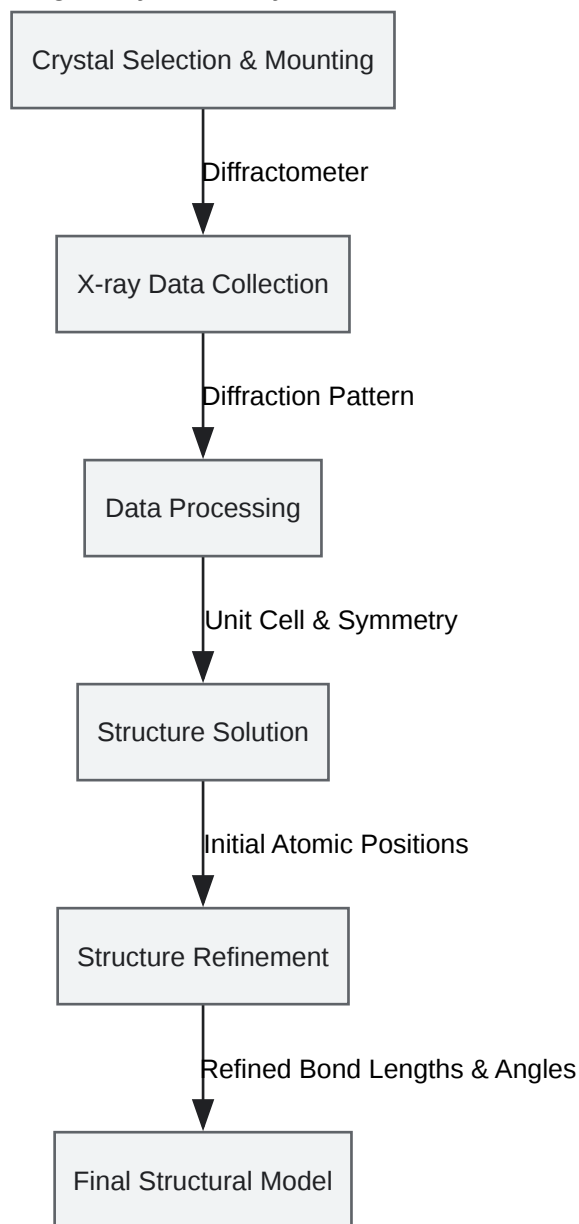 Crystal Selection & Mounting
Diffractometer
X-ray Data Collection
Diffraction Pattern
Data Processing
Unit Cell & Symmetry
Structure Solution
Initial Atomic Positions
Structure Refinement
Refined Bond Lengths & Angles
Final Structural Model